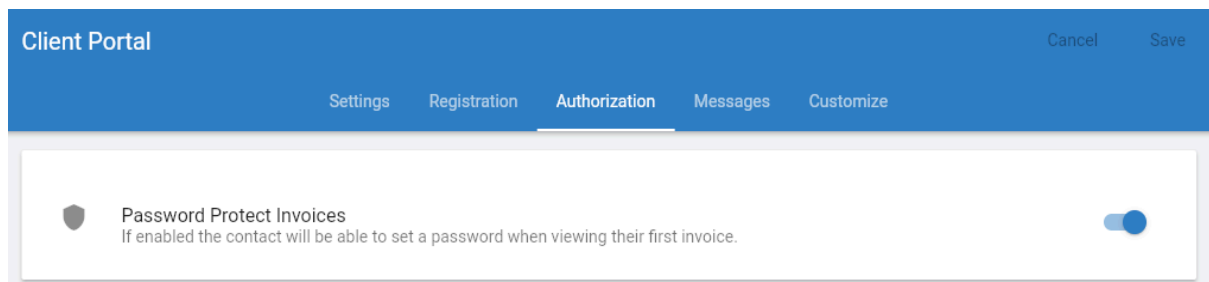 Client Portal
Cancel
Save
Settings
Registration
Authorization
Messages
Customize
Password Protect Invoices
If enabled the contact will be able to set a password when viewing their first invoice.